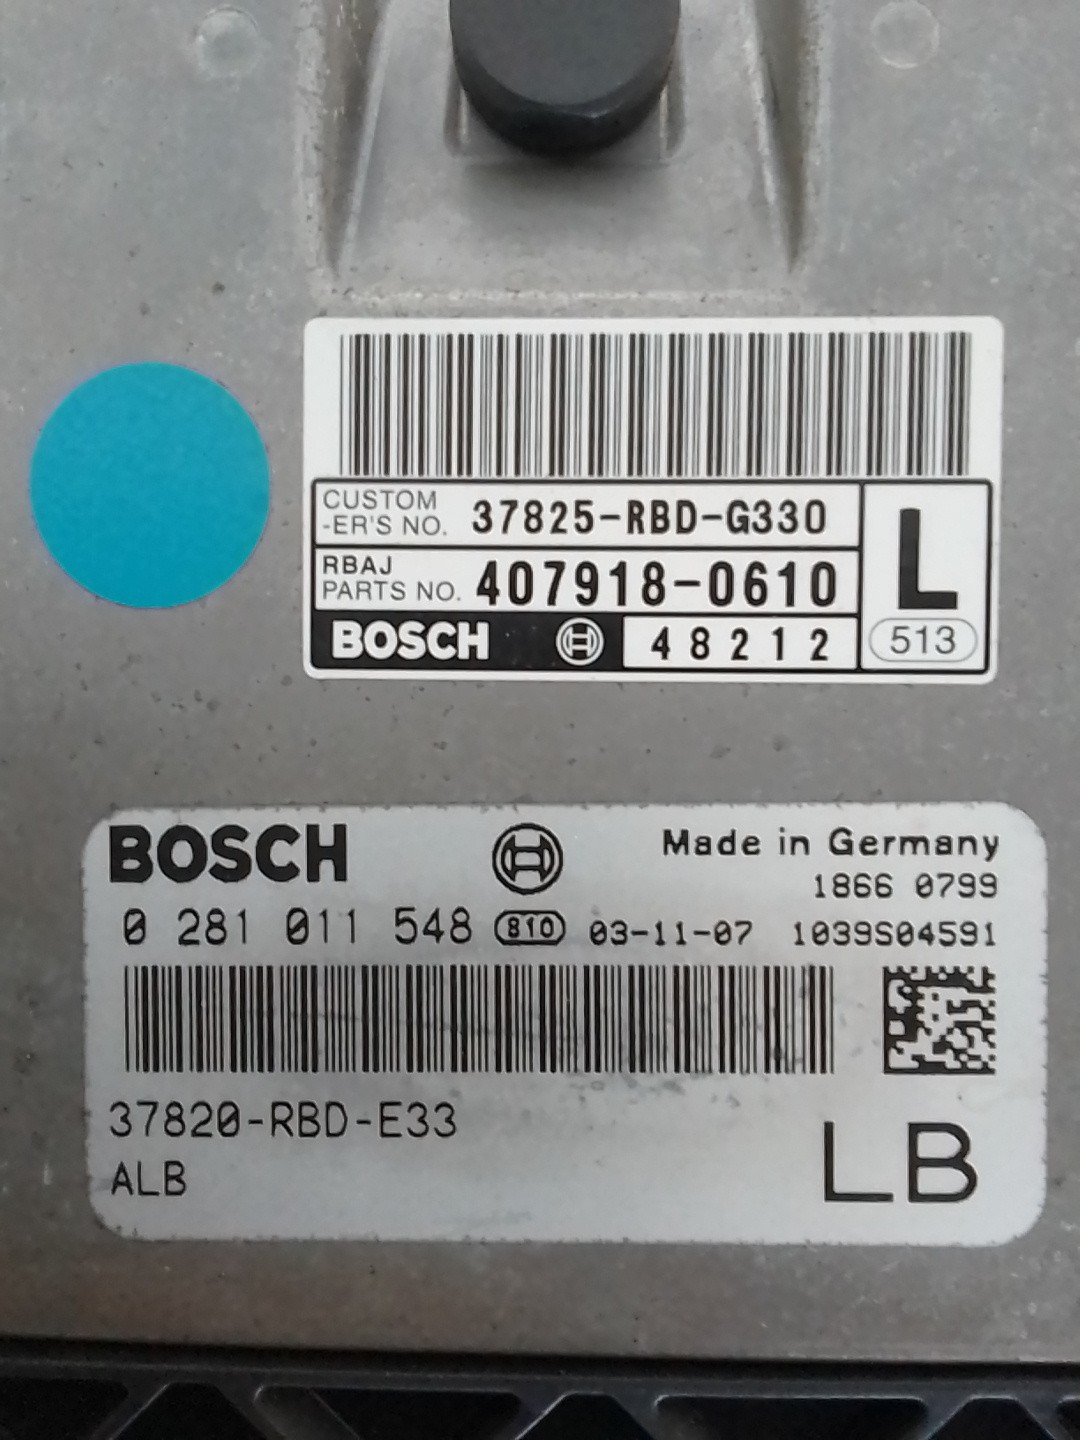 CUSTOM
-ER'S NO. 37825-RBD-G330
RBAJ
PARTS NO. 407918-0610
L
BOSCH 48212
513
BOSCH Made in Germany
1866 0799
0 281 011 548 810 03-11-07 1039S04591
37820-RBD-E33
ALB
LB